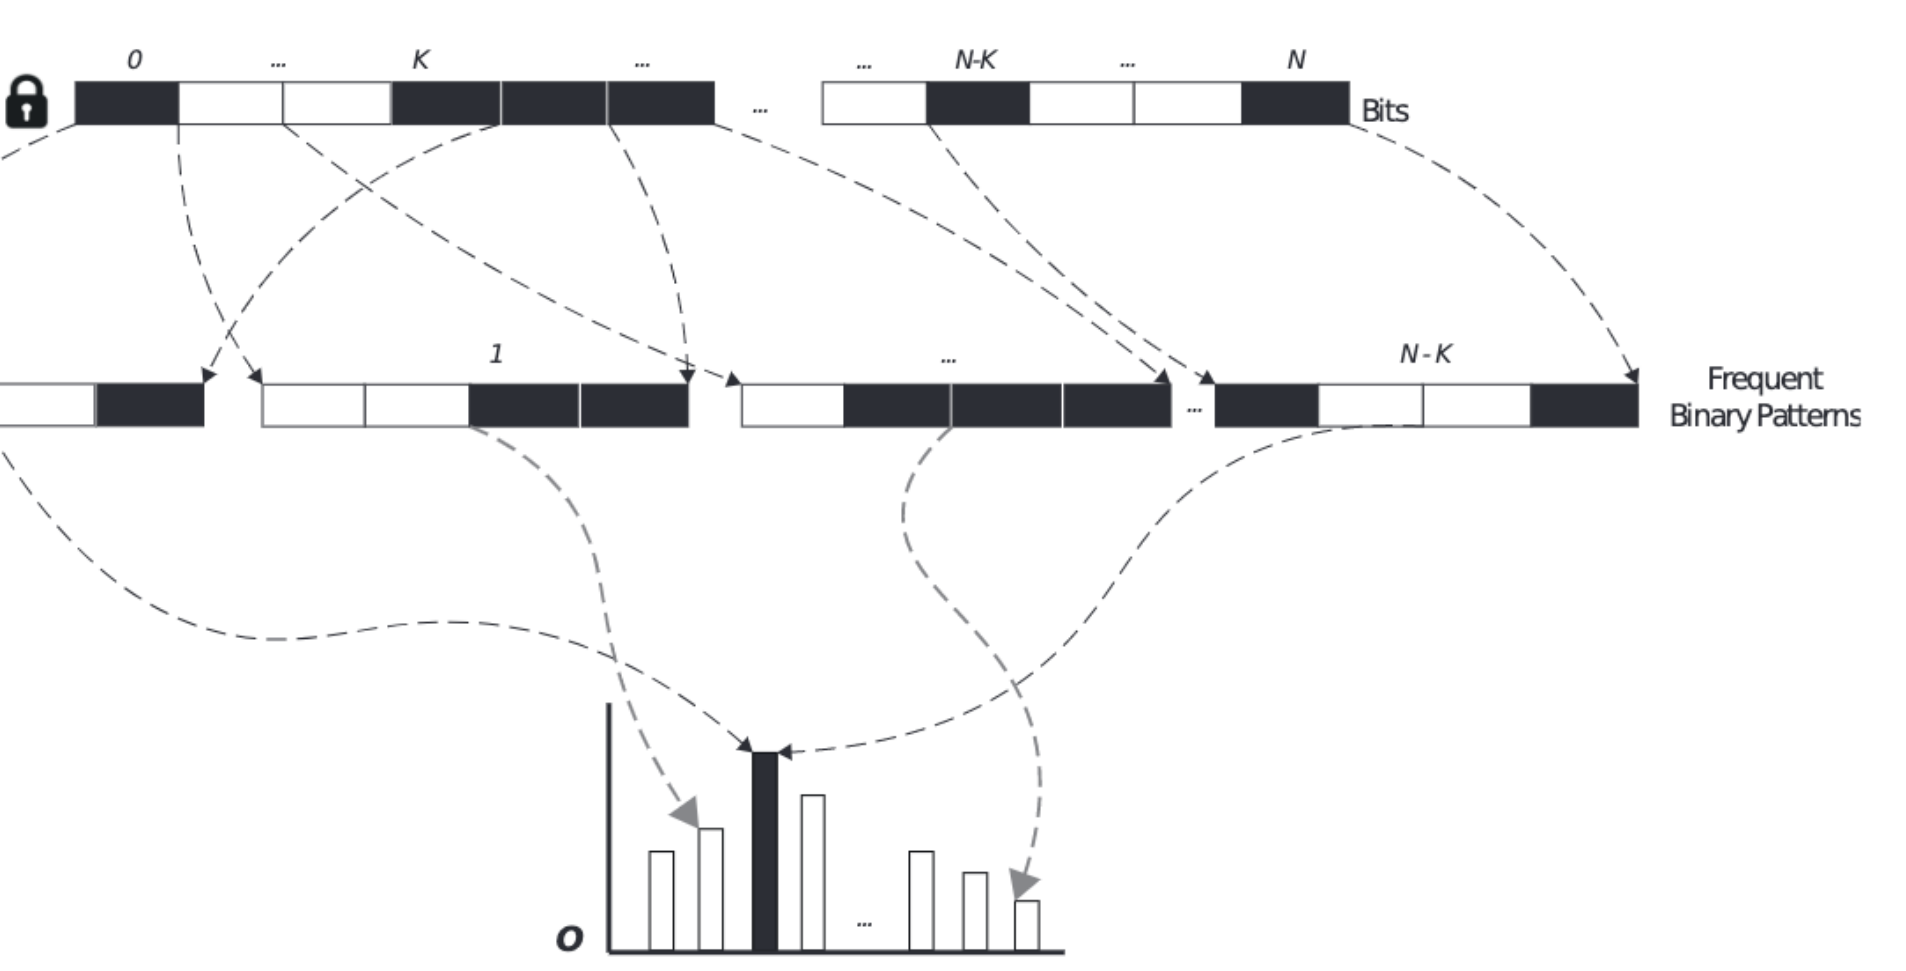 0 ... K ... ... N-K ... N
... Bits
1 ... N-K
Frequent
... Binary Patterns
...
O